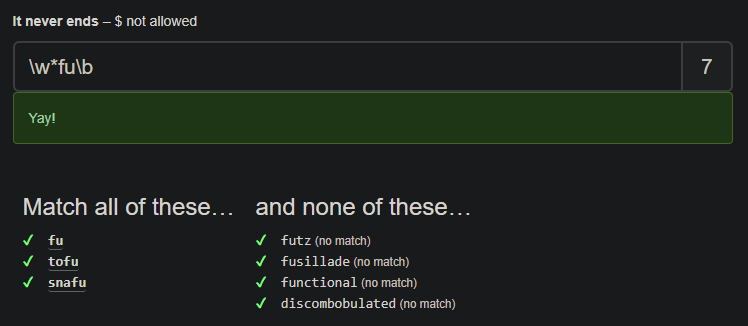 It never ends – $ not allowed
\w*fu\b 7
Yay!
Match all of these… and none of these…
✔ fu ✔ futz (no match)
✔ tofu ✔ fusillade (no match)
✔ snafu ✔ functional (no match)
✔ discombobulated (no match)